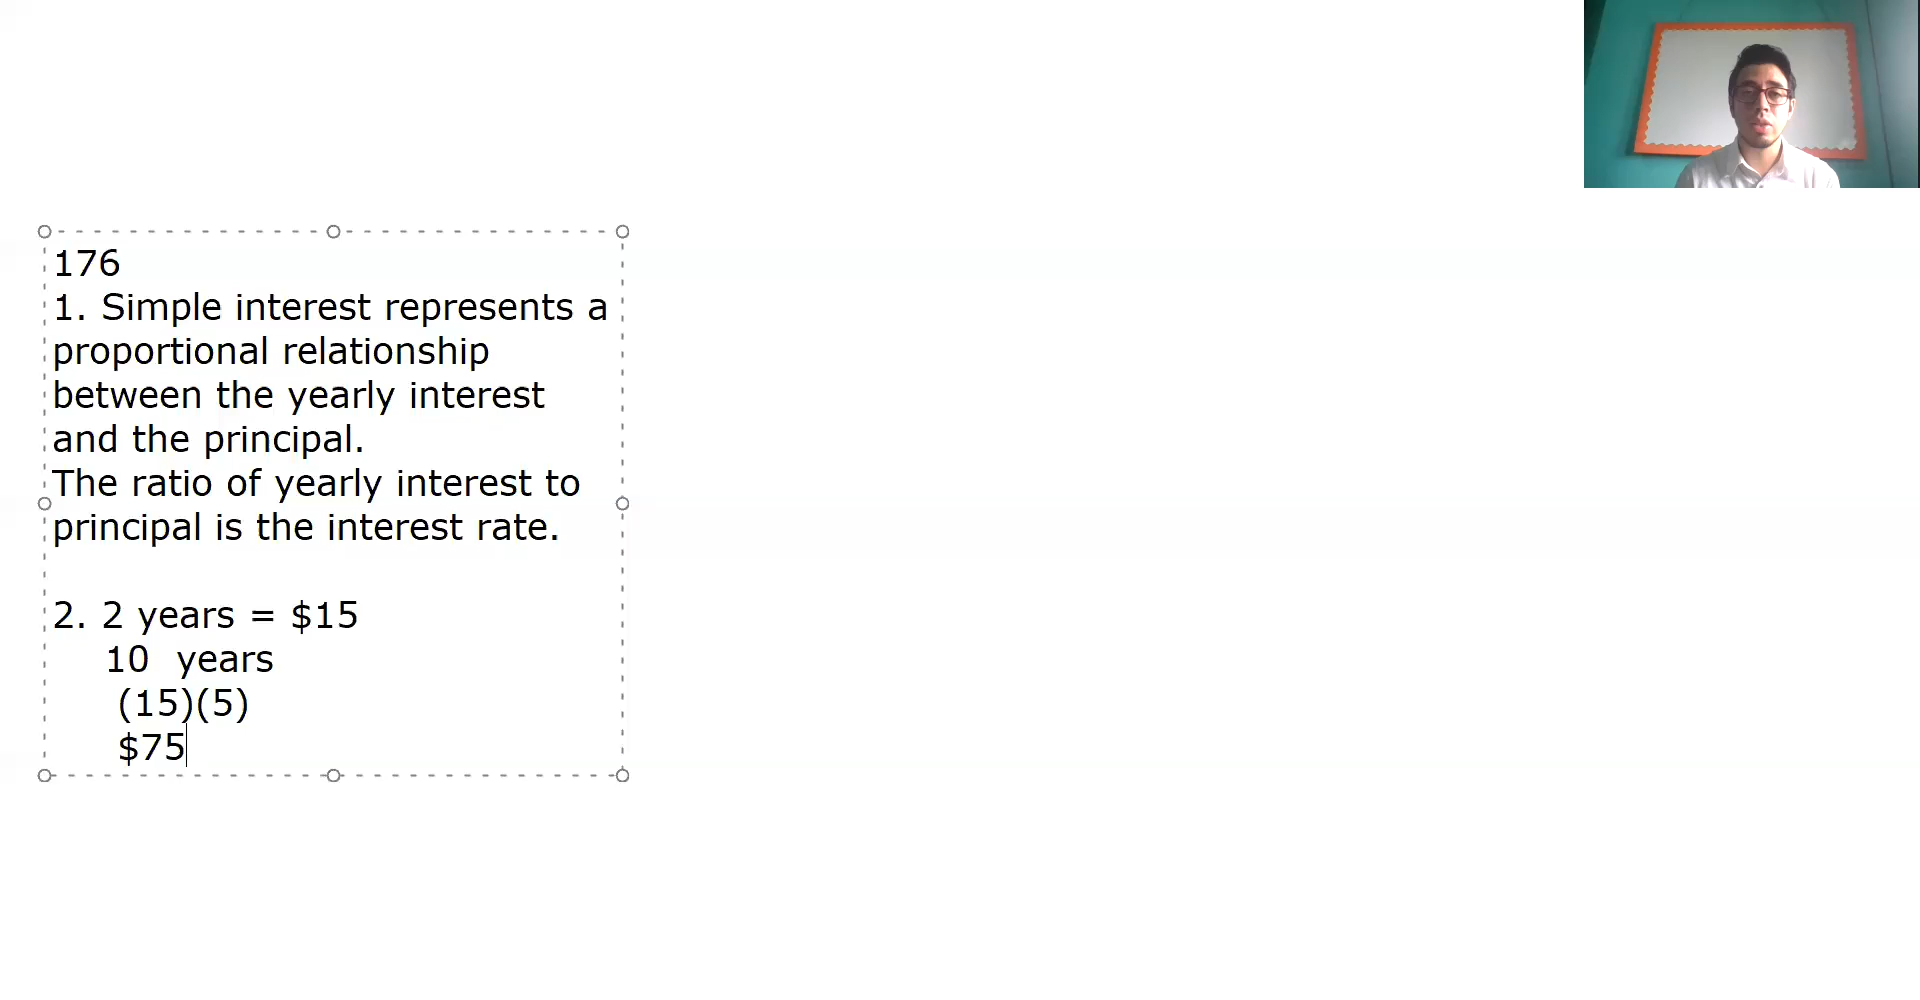 176
1. Simple interest represents a
proportional relationship
between the yearly interest
and the principal.
The ratio of yearly interest to
principal is the interest rate.
2. 2 years = $15
10  years
(15)(5)
$75